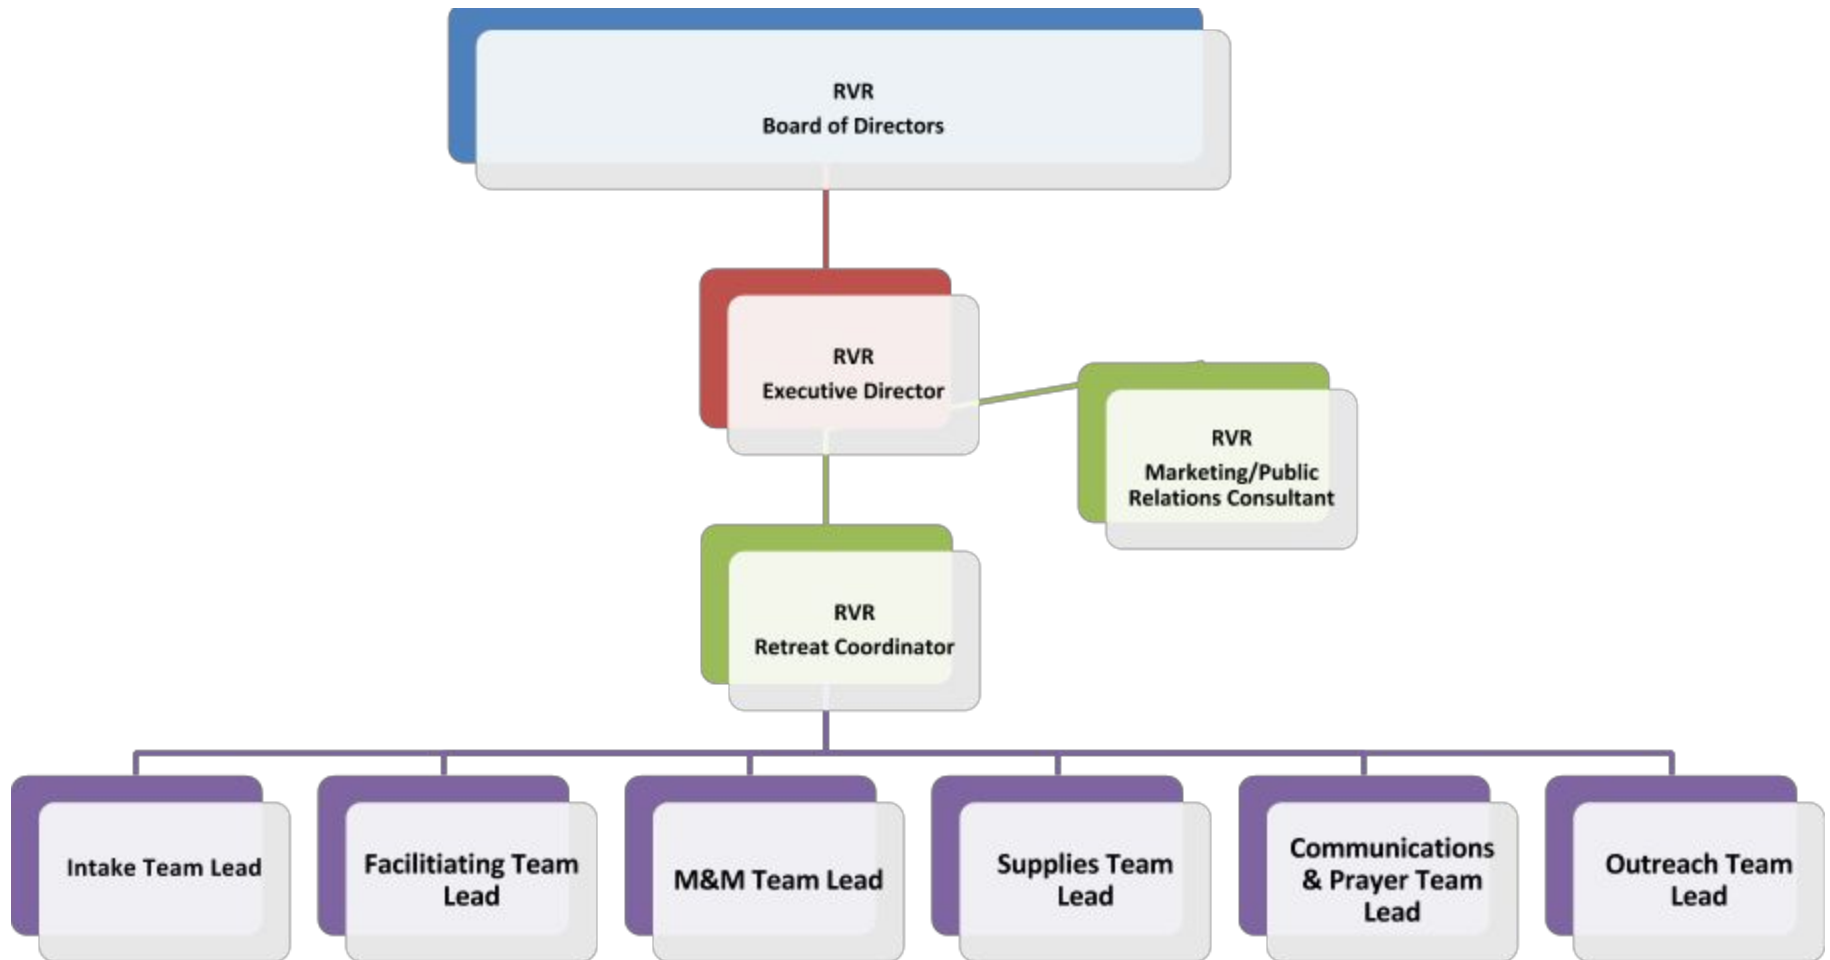 RVR
Board of Directors
RVR
Executive Director
RVR
Marketing/Public
Relations Consultant
RVR
Retreat Coordinator
Intake Team Lead
Facilitiating Team
Lead
M&M Team Lead
Supplies Team
Lead
Communications
& Prayer Team
Lead
Outreach Team
Lead